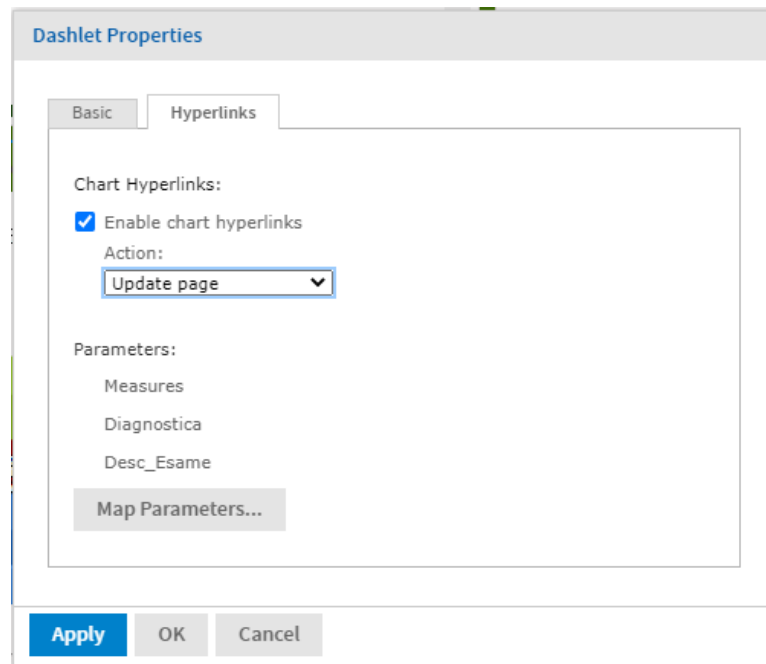 Dashlet Properties
Basic Hyperlinks
Chart Hyperlinks:
Enable chart hyperlinks
Action:
Update page
Parameters:
Measures
Diagnostica
Desc_Esame
Map Parameters...
Apply OK Cancel